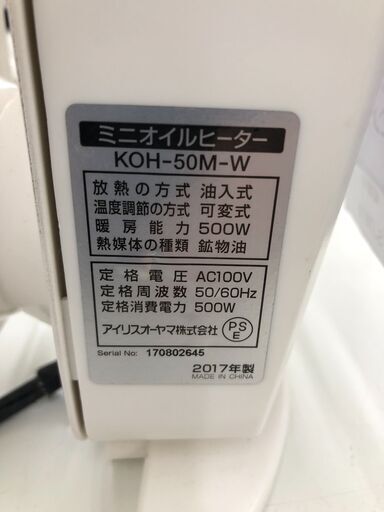 ミニオイルヒーター
KOH-50M-W
放熱の方式 油入式
温度調節の方式 可変式
暖房能力 500W
熱媒体の種類 鉱物油
定格電圧 AC100V
定格周波数 50/60Hz
定格消費電力 500W
アイリスオーヤマ株式会社 PSE
Serial No: 170802645
2017年製
MADE IN CHINA